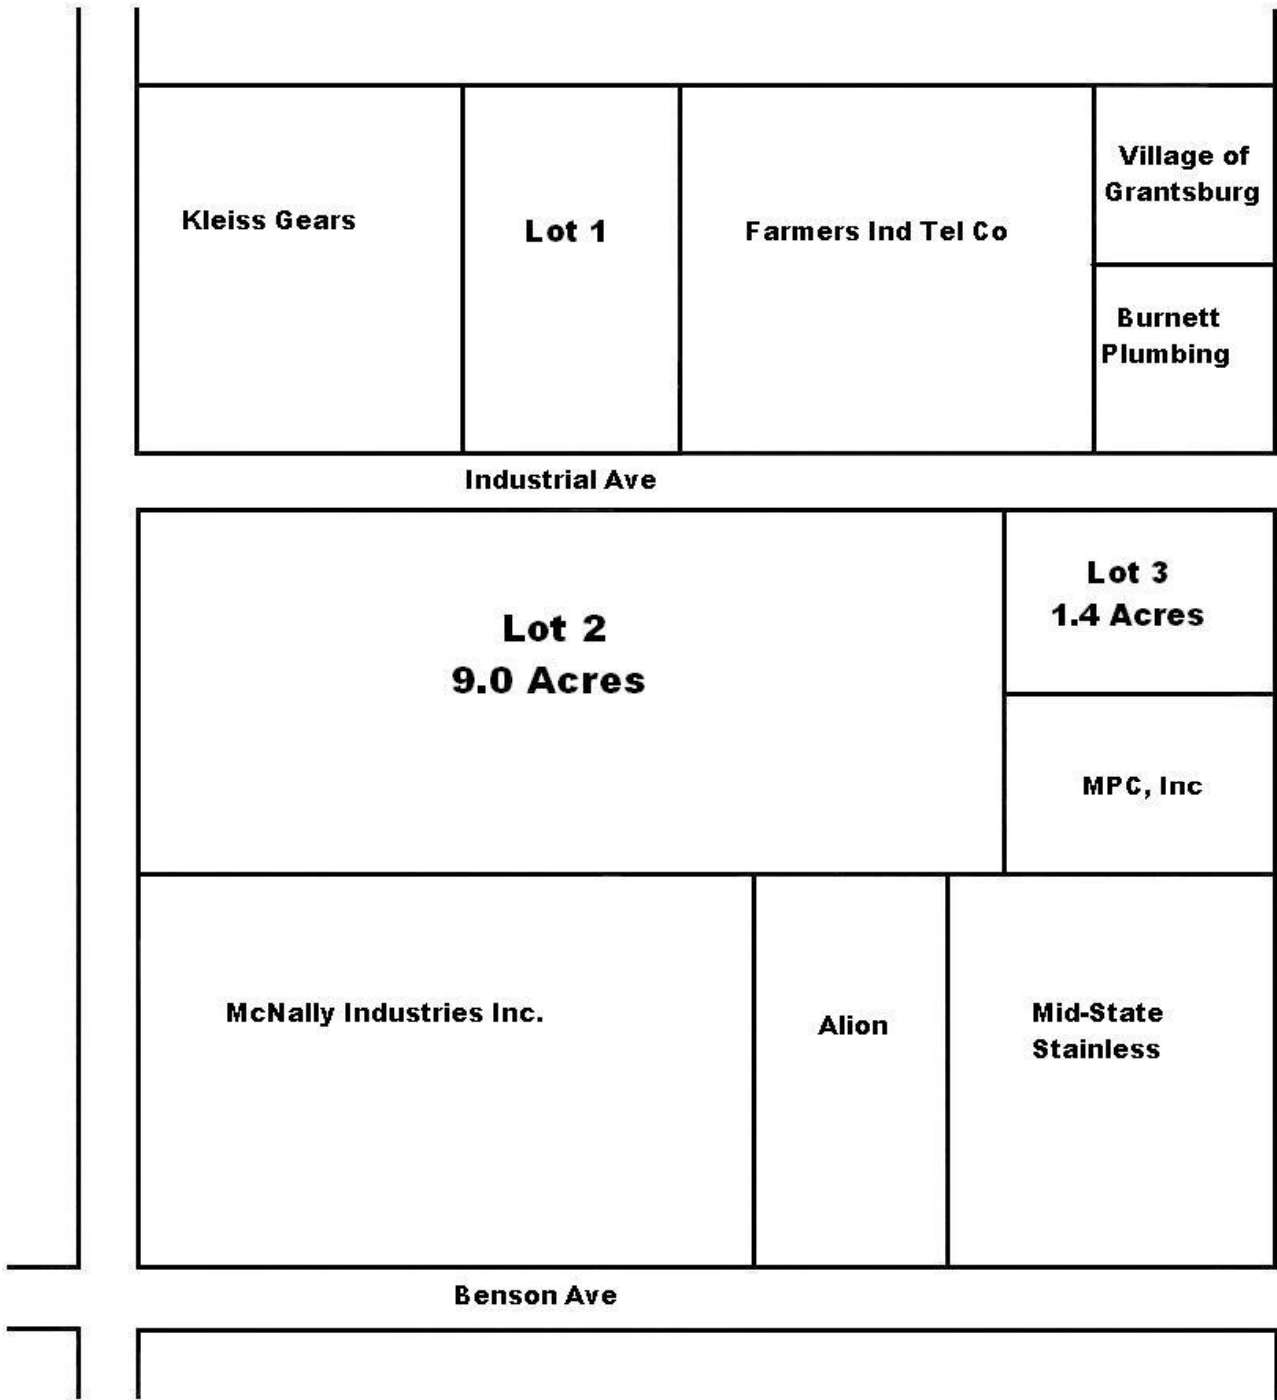 Kleiss Gears
Lot 1
Farmers Ind Tel Co
Village of
Grantsburg
Burnett
Plumbing
Industrial Ave
Lot 2
9.0 Acres
Lot 3
1.4 Acres
MPC, Inc
McNally Industries Inc.
Alion
Mid-State
Stainless
Benson Ave